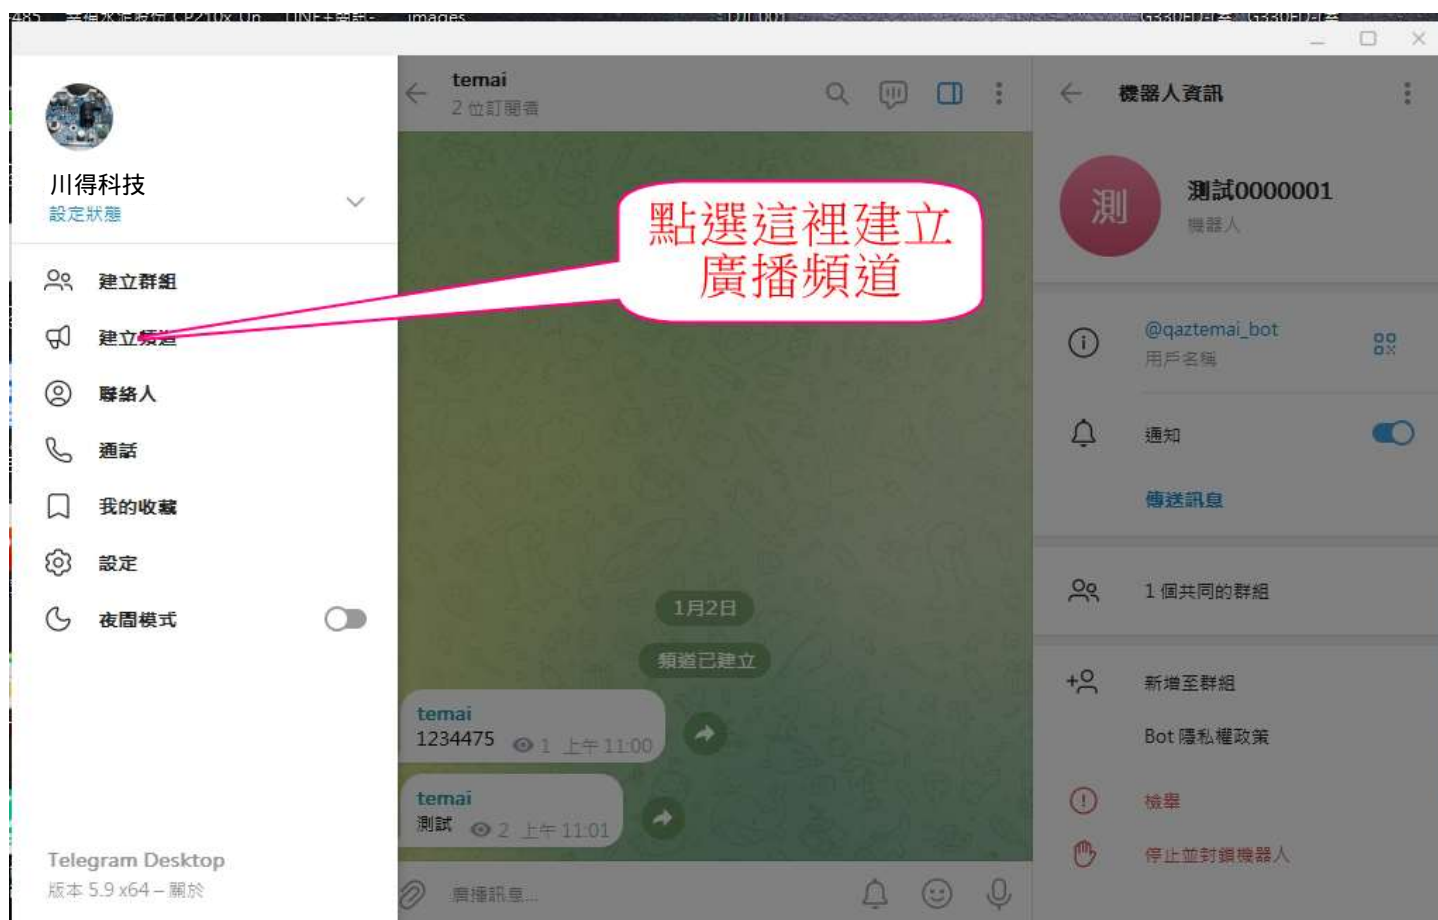 川得科技
設定狀態
建立群組
建立頻道
聯絡人
通話
我的收藏
設定
夜間模式
Telegram Desktop
版本 5.9 x64 – 關於
temai
2 位訂閱者
點選這裡建立
廣播頻道
1月2日
頻道已建立
temai
1234475 1 上午 11:00
temai
測試 2 上午 11:01
廣播訊息...
機器人資訊
測
測試0000001
機器人
@qaztemai_bot
用戶名稱
通知
傳送訊息
1 個共同的群組
新增至群組
Bot 隱私權政策
檢舉
停止並封鎖機器人